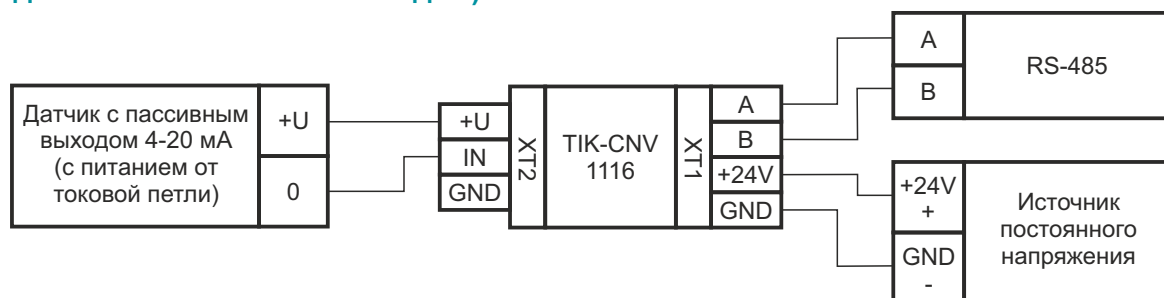 Датчик с пассивным
выходом 4-20 мА
(с питанием от
токовой петли)
+U
0
+U
IN
GND
XT2
TIK-CNV
1116
XT1
A
B
+24V
GND
A
B
RS-485
+24V
+
GND
-
Источник
постоянного
напряжения